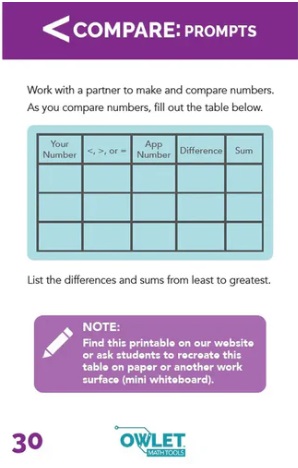 < COMPARE: PROMPTS
Work with a partner to make and compare numbers.
As you compare numbers, fill out the table below.
Your Number <, >, or = App Number Difference Sum
List the differences and sums from least to greatest.
NOTE:
Find this printable on our website
or ask students to recreate this
table on paper or another work
surface (mini whiteboard).
30
OWLET
MATH TOOLS